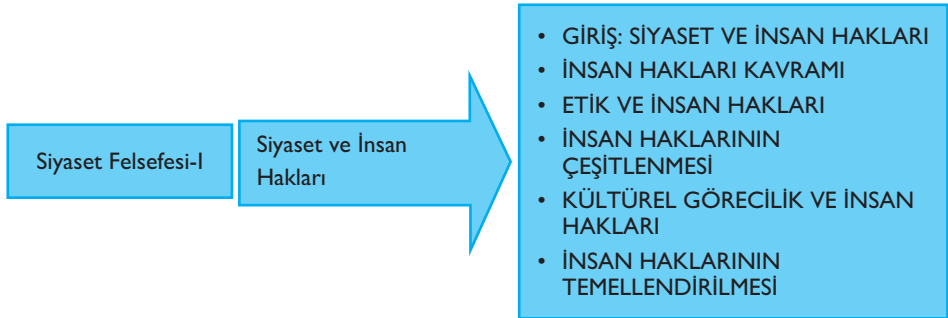 Siyaset Felsefesi-I
Siyaset ve İnsan
Hakları
• GİRİŞ: SİYASET VE İNSAN HAKLARI
• İNSAN HAKLARI KAVRAMI
• ETİK VE İNSAN HAKLARI
• İNSAN HAKLARININ
ÇEŞİTLENMESİ
• KÜLTÜREL GÖRECİLİK VE İNSAN
HAKLARI
• İNSAN HAKLARININ
TEMELLENDİRİLMESİ